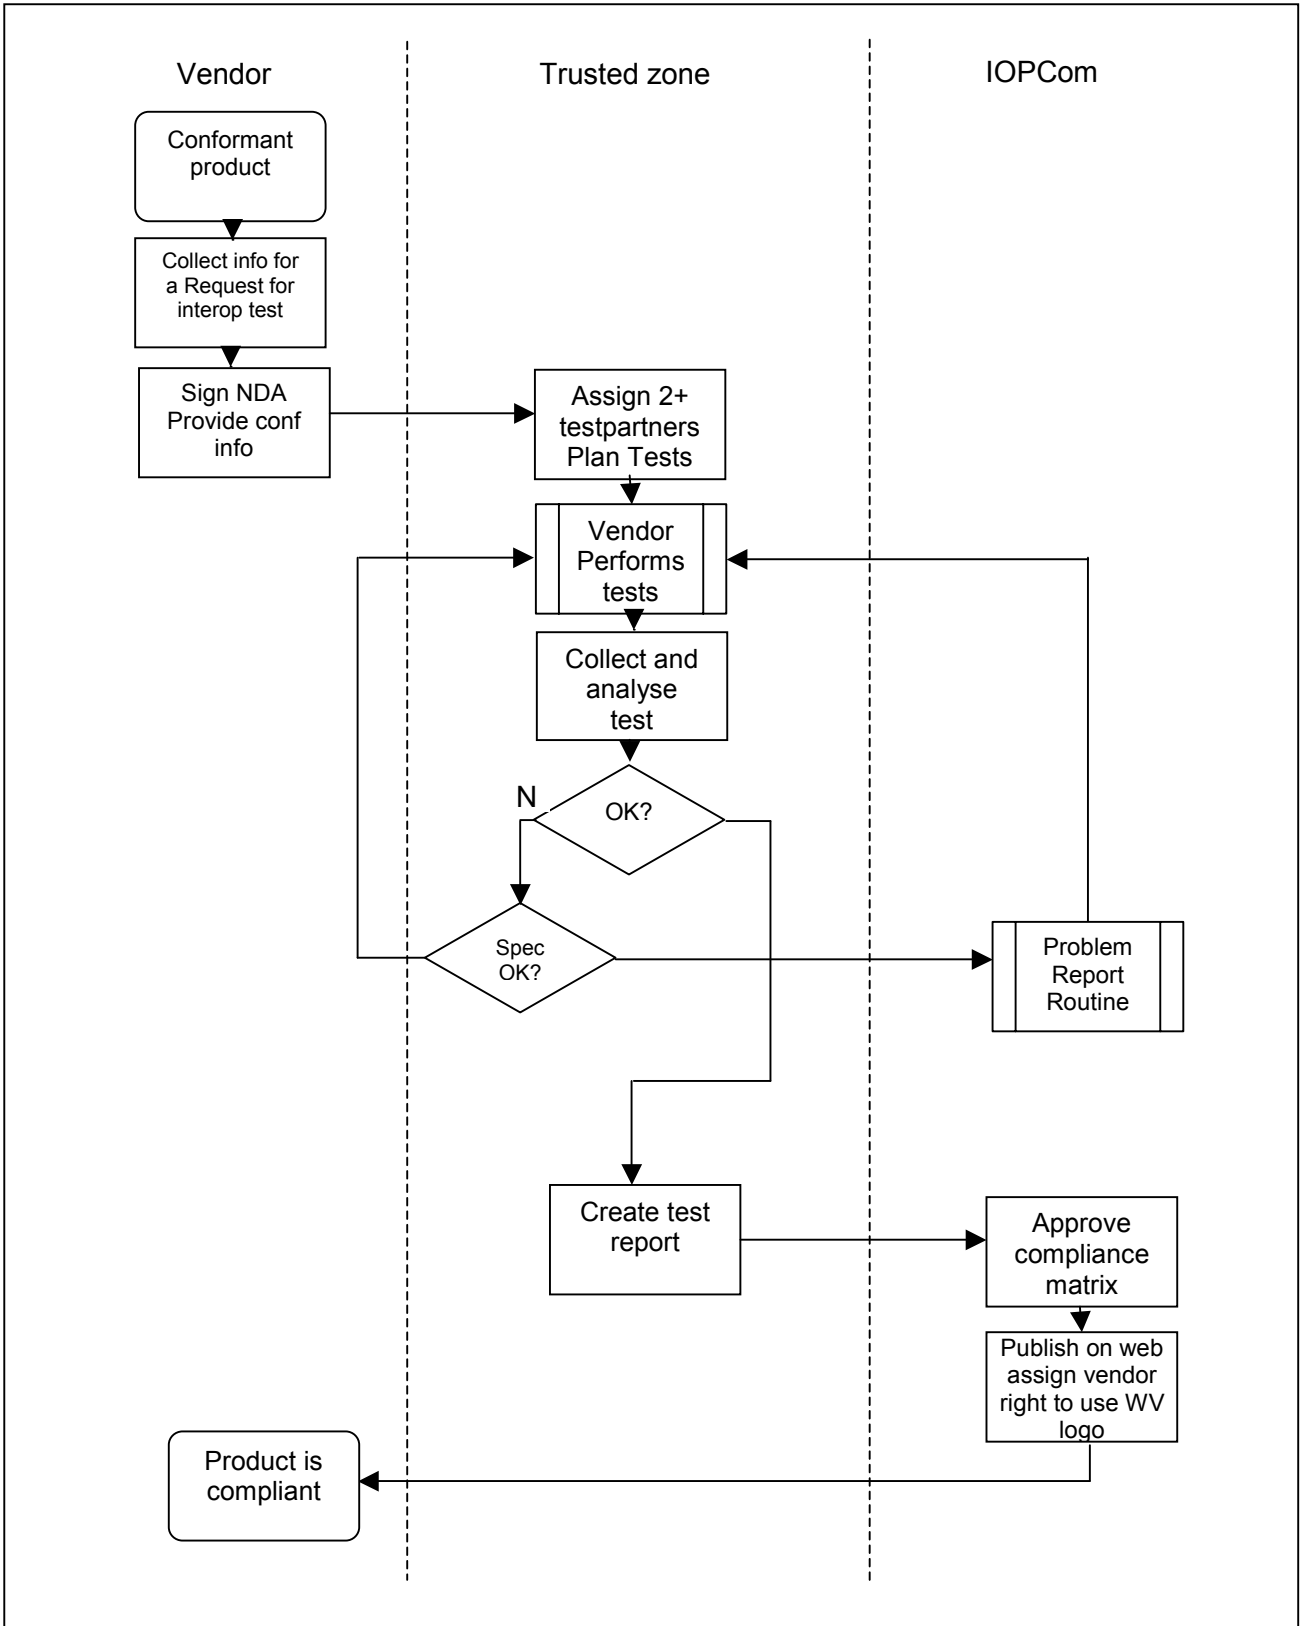 Vendor
Trusted zone
IOPCom
Conformant
product
Collect info for
a Request for
interop test
Sign NDA
Provide conf
info
Assign 2+
testpartners
Plan Tests
Vendor
Performs
tests
Collect and
analyse
test
N
OK?
Spec
OK?
Problem
Report
Routine
Create test
report
Approve
compliance
matrix
Publish on web
assign vendor
right to use WV
logo
Product is
compliant